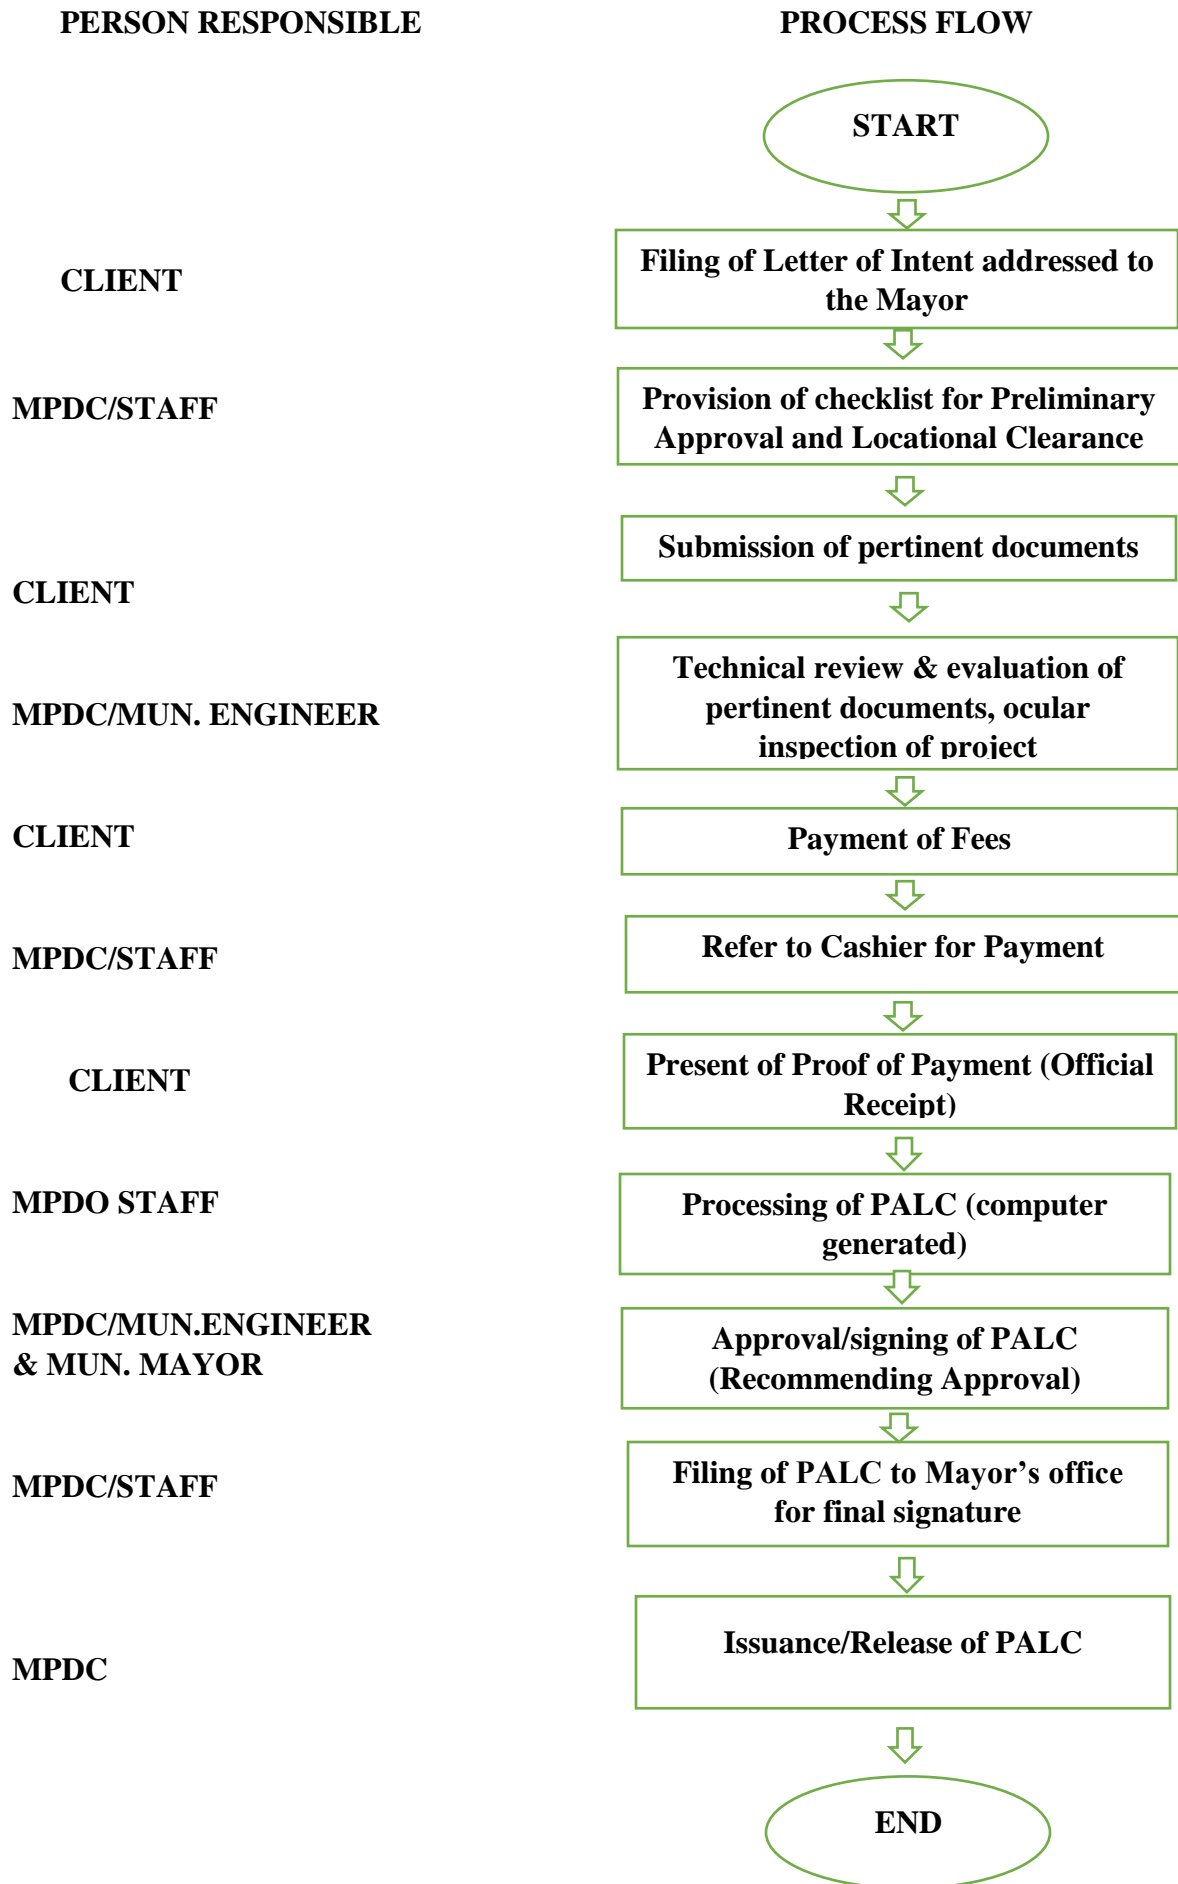 PERSON RESPONSIBLE
PROCESS FLOW
START
CLIENT
Filing of Letter of Intent addressed to
the Mayor
MPDC/STAFF
Provision of checklist for Preliminary
Approval and Locational Clearance
Submission of pertinent documents
CLIENT
Technical review & evaluation of
pertinent documents, ocular
inspection of project
MPDC/MUN. ENGINEER
CLIENT
Payment of Fees
MPDC/STAFF
Refer to Cashier for Payment
CLIENT
Present of Proof of Payment (Official
Receipt)
MPDO STAFF
Processing of PALC (computer
generated)
MPDC/MUN.ENGINEER
& MUN. MAYOR
Approval/signing of PALC
(Recommending Approval)
MPDC/STAFF
Filing of PALC to Mayor’s office
for final signature
MPDC
Issuance/Release of PALC
END